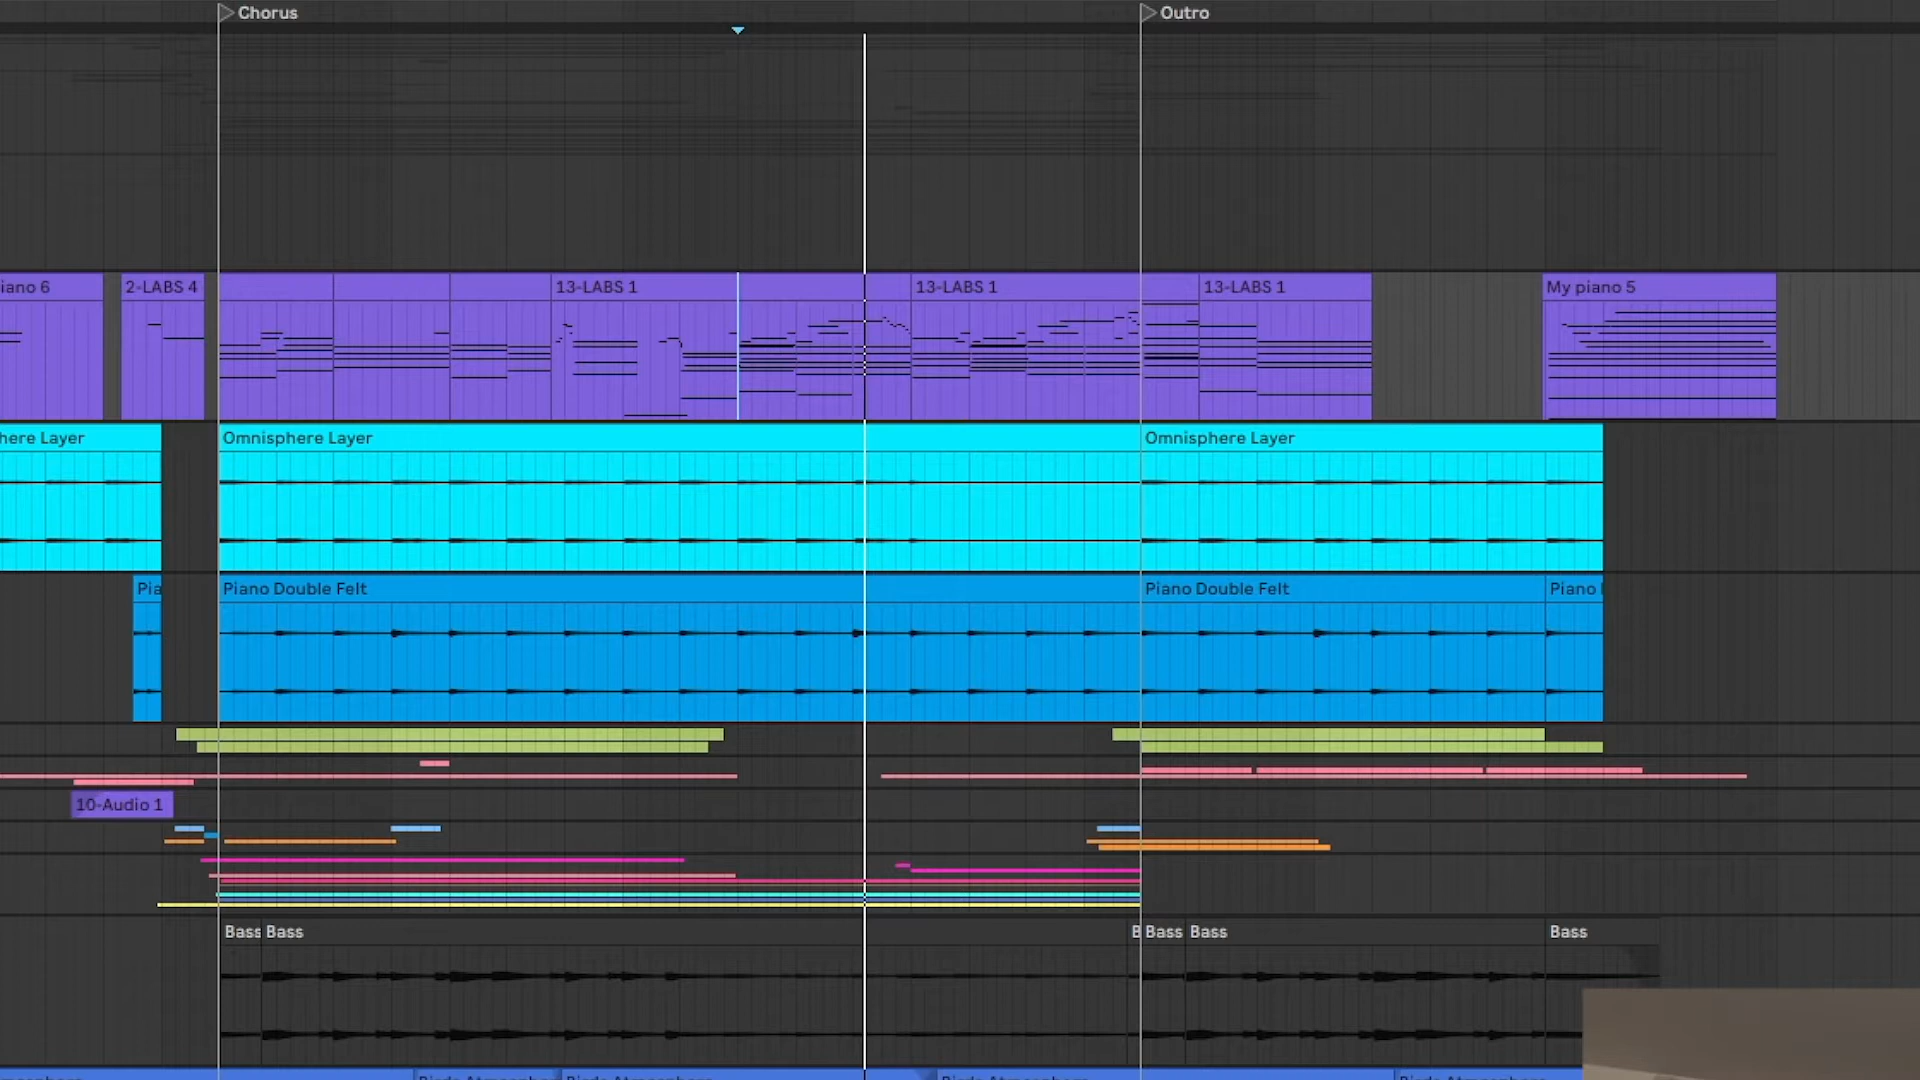 Chorus
Outro
iano 6
2-LABS 4
13-LABS 1
13-LABS 1
13-LABS 1
My piano 5
here Layer
Omnisphere Layer
Omnisphere Layer
Pia
Piano Double Felt
Piano Double Felt
Piano
10-Audio 1
Bass
Bass
B
Bass
Bass
Bass